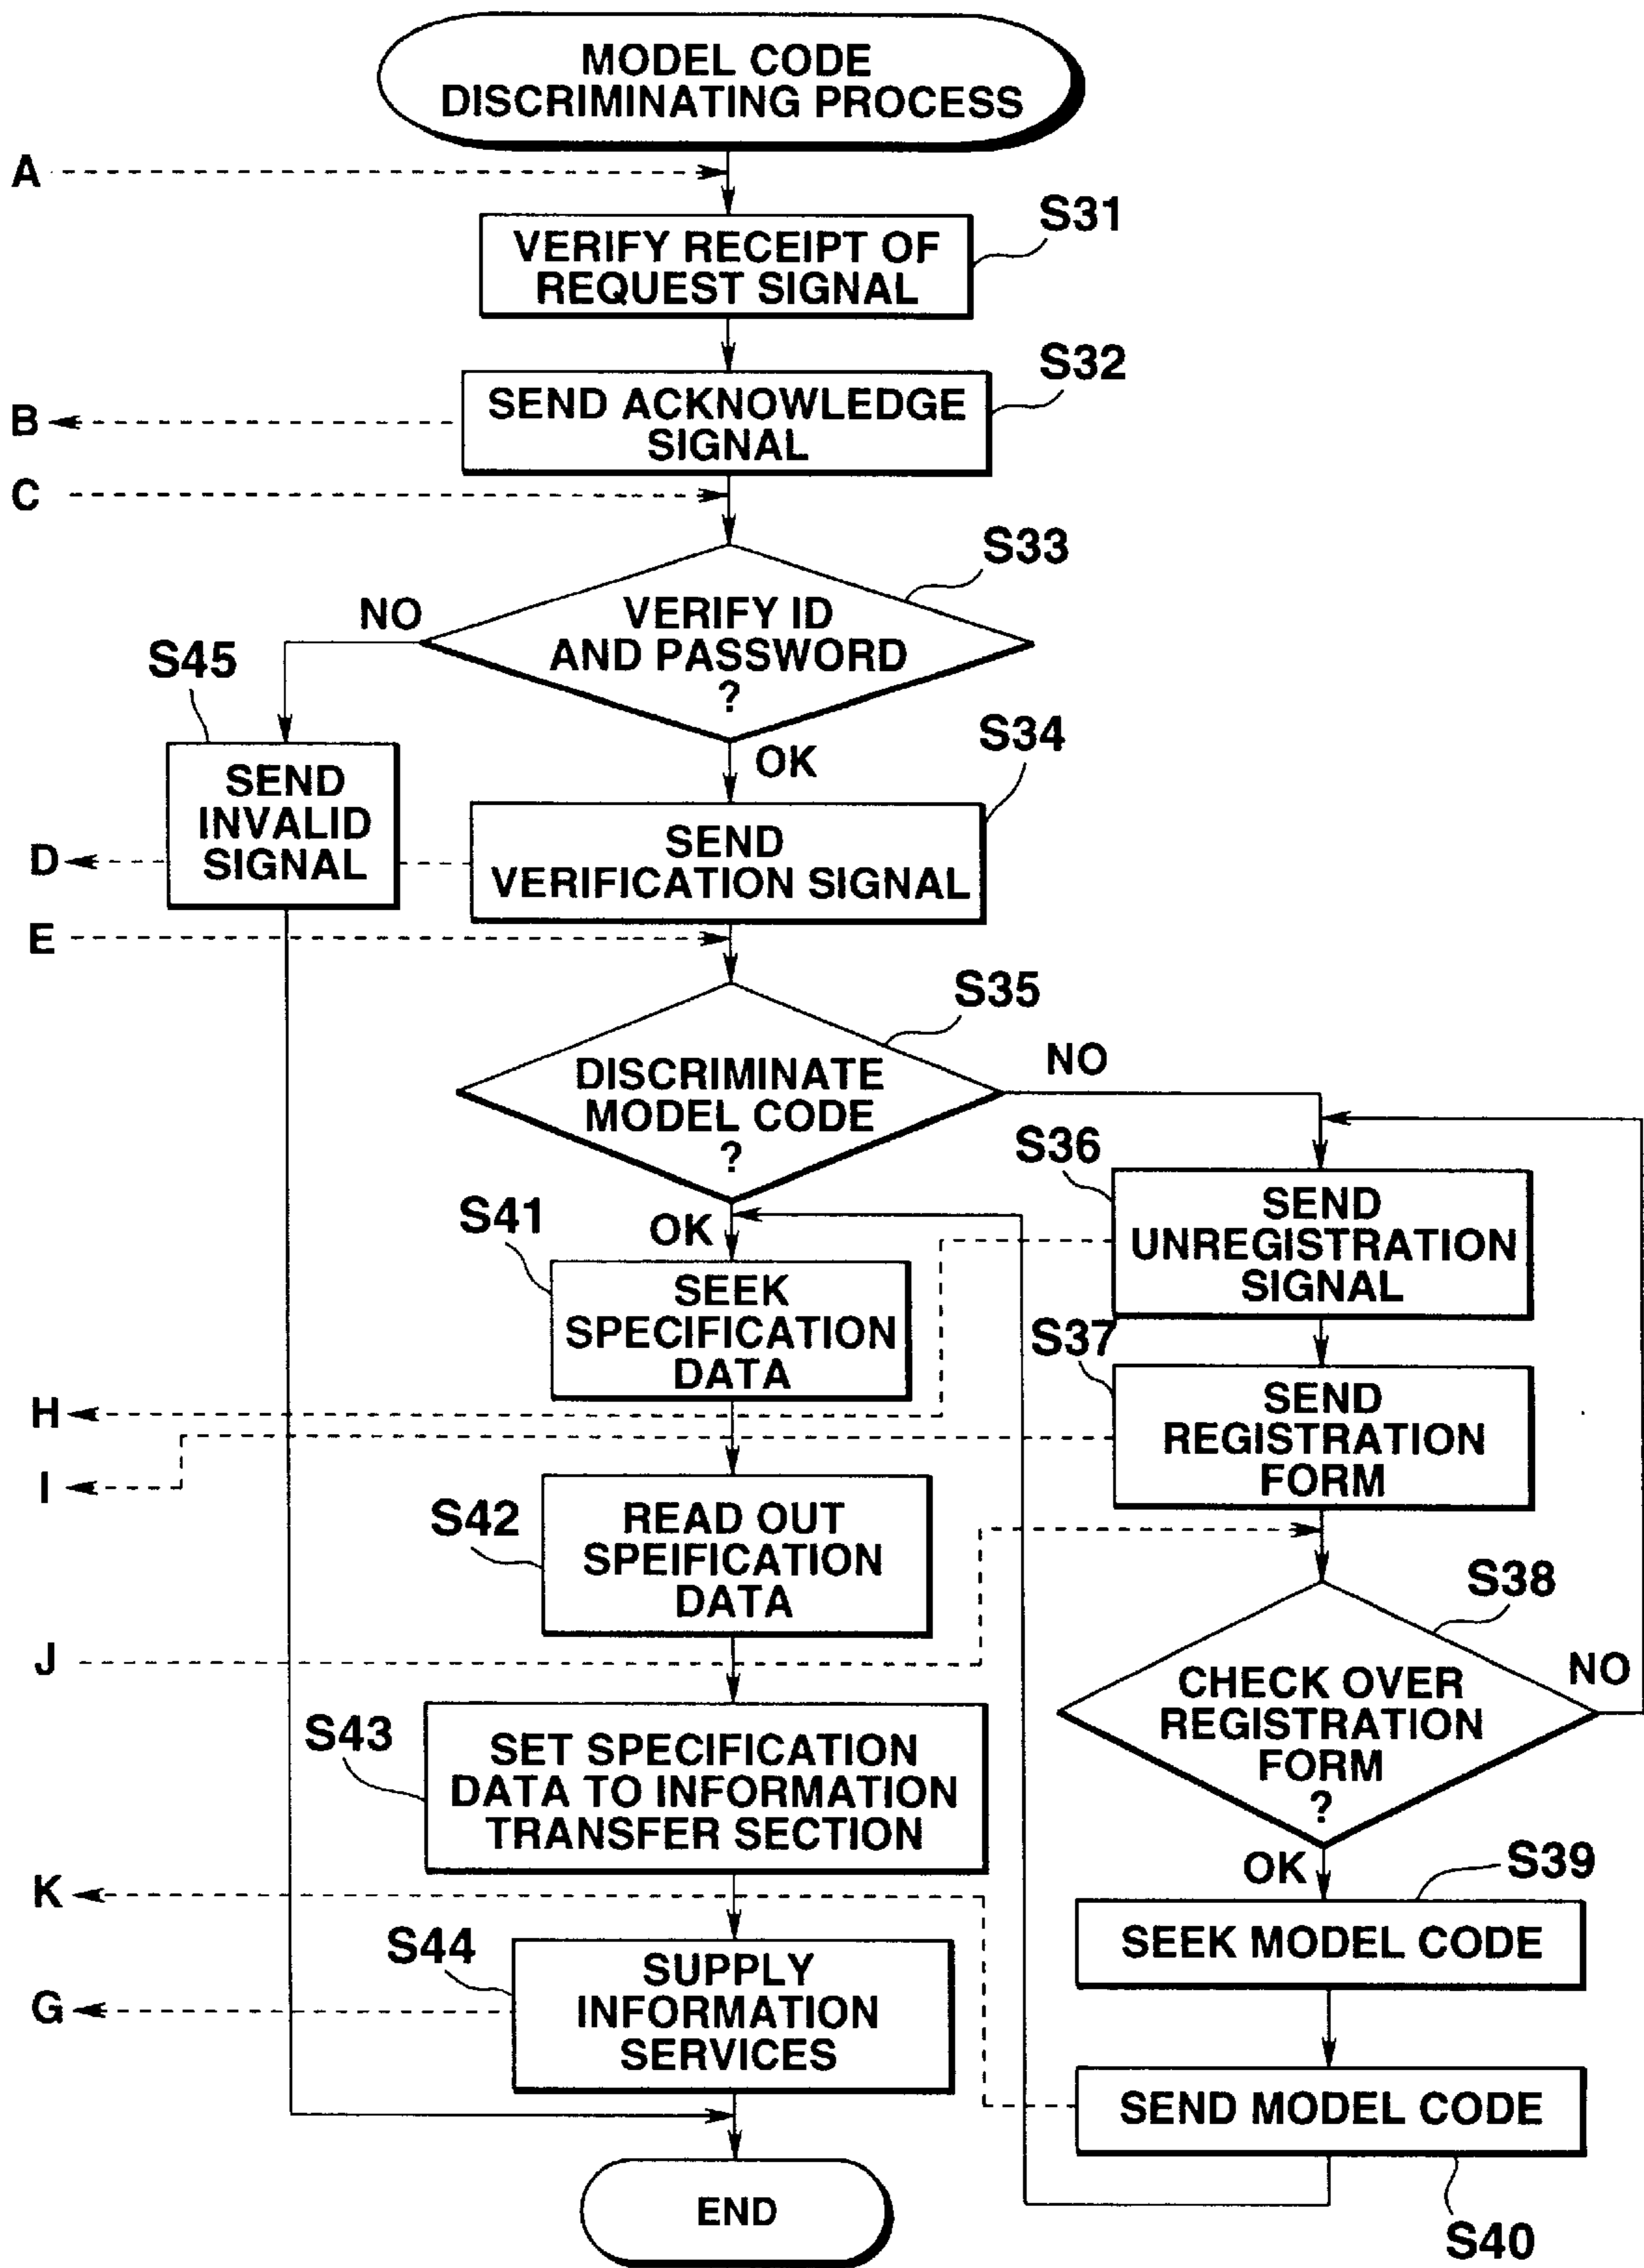 MODEL CODE
DISCRIMINATING PROCESS
A
S31
VERIFY RECEIPT OF
REQUEST SIGNAL
S32
SEND ACKNOWLEDGE
SIGNAL
B
C
S33
NO
VERIFY ID
AND PASSWORD
?
S45
S34
OK
SEND
INVALID
SIGNAL
SEND
VERIFICATION SIGNAL
D
E
S35
NO
DISCRIMINATE
MODEL CODE
?
S36
S41
OK
SEND
UNREGISTRATION
SIGNAL
SEEK
SPECIFICATION
DATA
S37
H
SEND
REGISTRATION
FORM
I
S42
READ OUT
SPEIFICATION
DATA
S38
J
NO
CHECK OVER
REGISTRATION
FORM
?
S43
SET SPECIFICATION
DATA TO INFORMATION
TRANSFER SECTION
OK
S39
K
SEEK MODEL CODE
S44
SUPPLY
INFORMATION
SERVICES
G
SEND MODEL CODE
END
S40